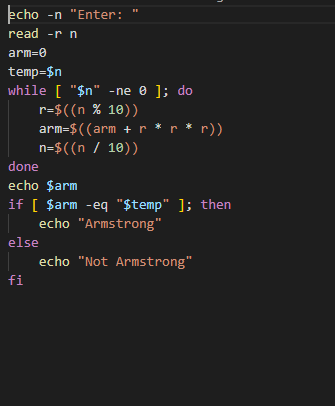 echo -n "Enter: "
read -r n
arm=0
temp=$n
while [ "$n" -ne 0 ]; do
    r=$((n % 10))
    arm=$((arm + r * r * r))
    n=$((n / 10))
done
echo $arm
if [ $arm -eq "$temp" ]; then
    echo "Armstrong"
else
    echo "Not Armstrong"
fi